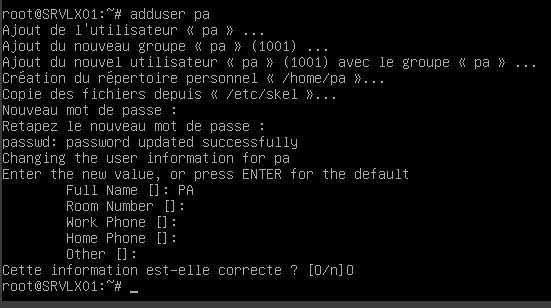 root@SRVLX01:~# adduser pa
Ajout de l'utilisateur « pa » ...
Ajout du nouveau groupe « pa » (1001) ...
Ajout du nouvel utilisateur « pa » (1001) avec le groupe « pa » ...
Création du répertoire personnel « /home/pa »...
Copie des fichiers depuis « /etc/skel »...
Nouveau mot de passe :
Retapez le nouveau mot de passe :
passwd: password updated successfully
Changing the user information for pa
Enter the new value, or press ENTER for the default
        Full Name []: PA
        Room Number []:
        Work Phone []:
        Home Phone []:
        Other []:
Cette information est-elle correcte ? [O/n]O
root@SRVLX01:~# _